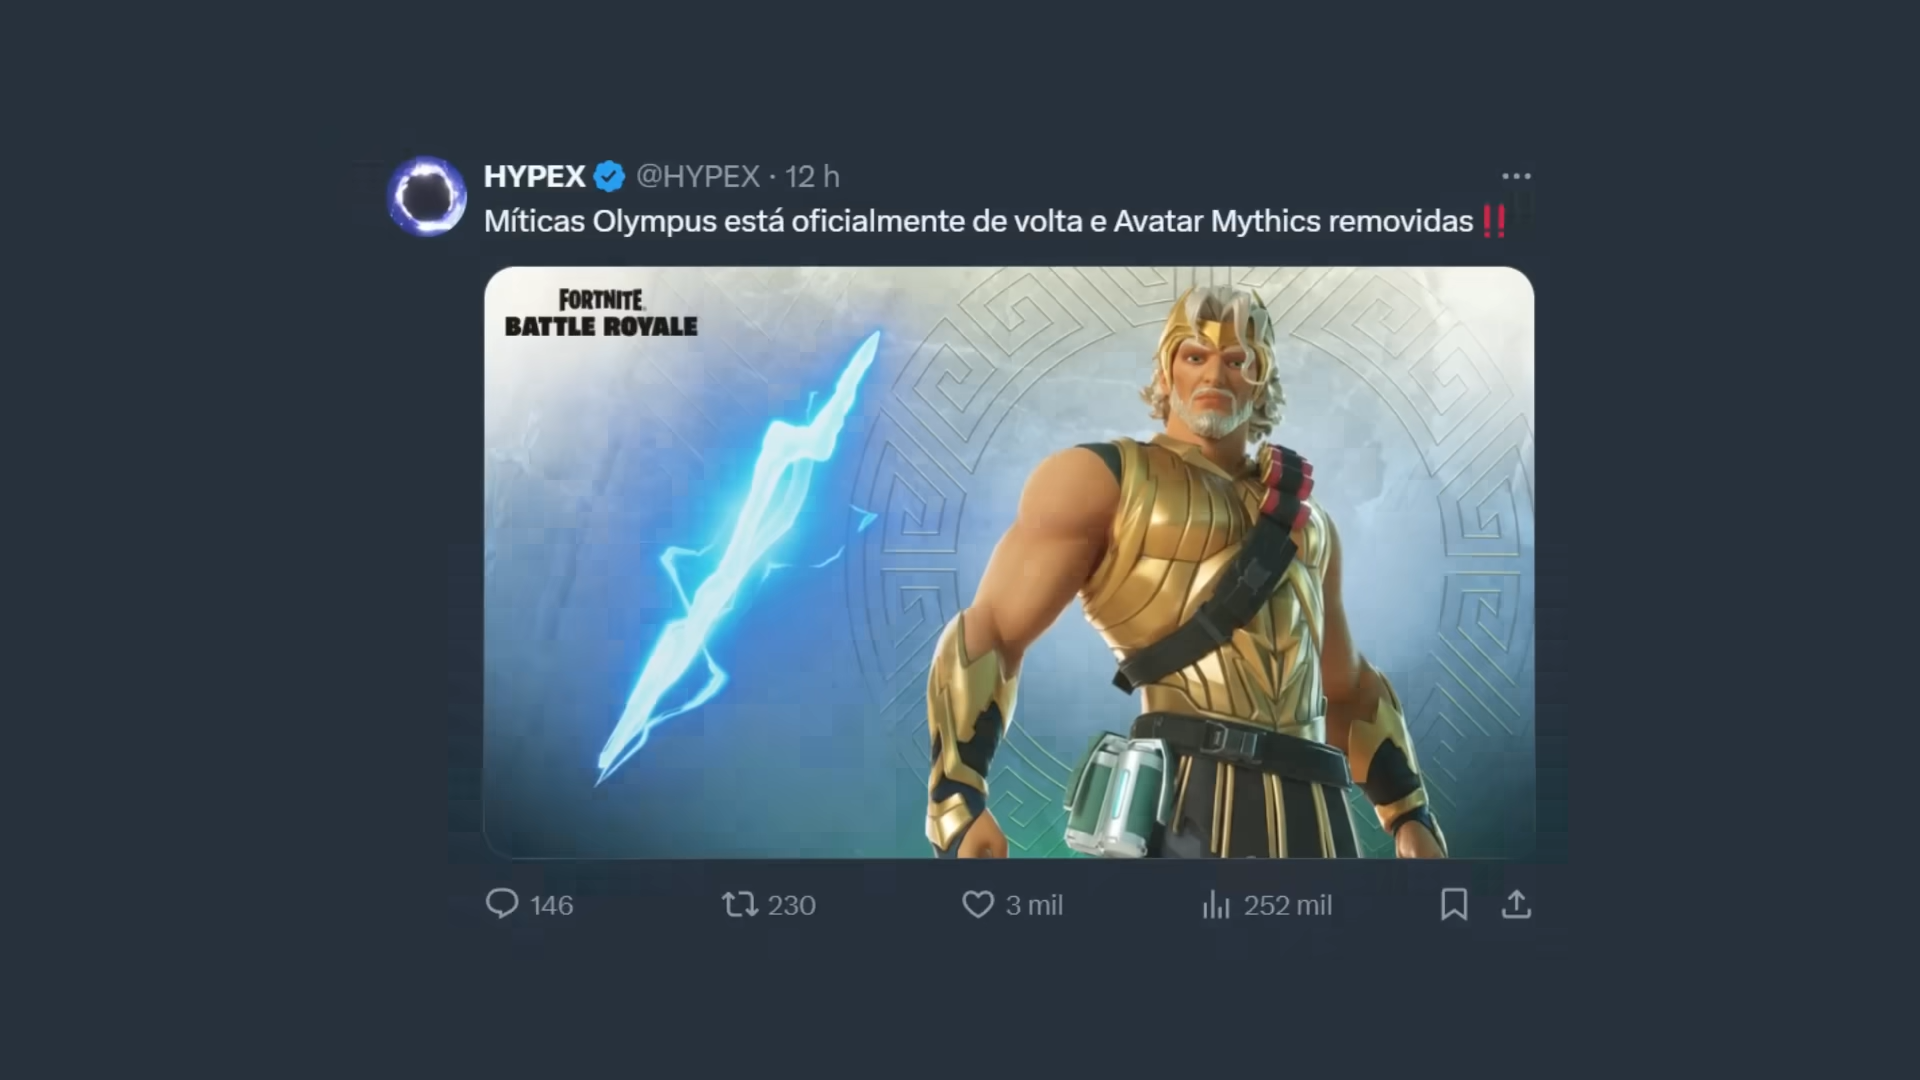 HYPEX @HYPEX · 12 h
Míticas Olympus está oficialmente de volta e Avatar Mythics removidas ‼️
FORTNITE
BATTLE ROYALE
146 230 3 mil 252 mil